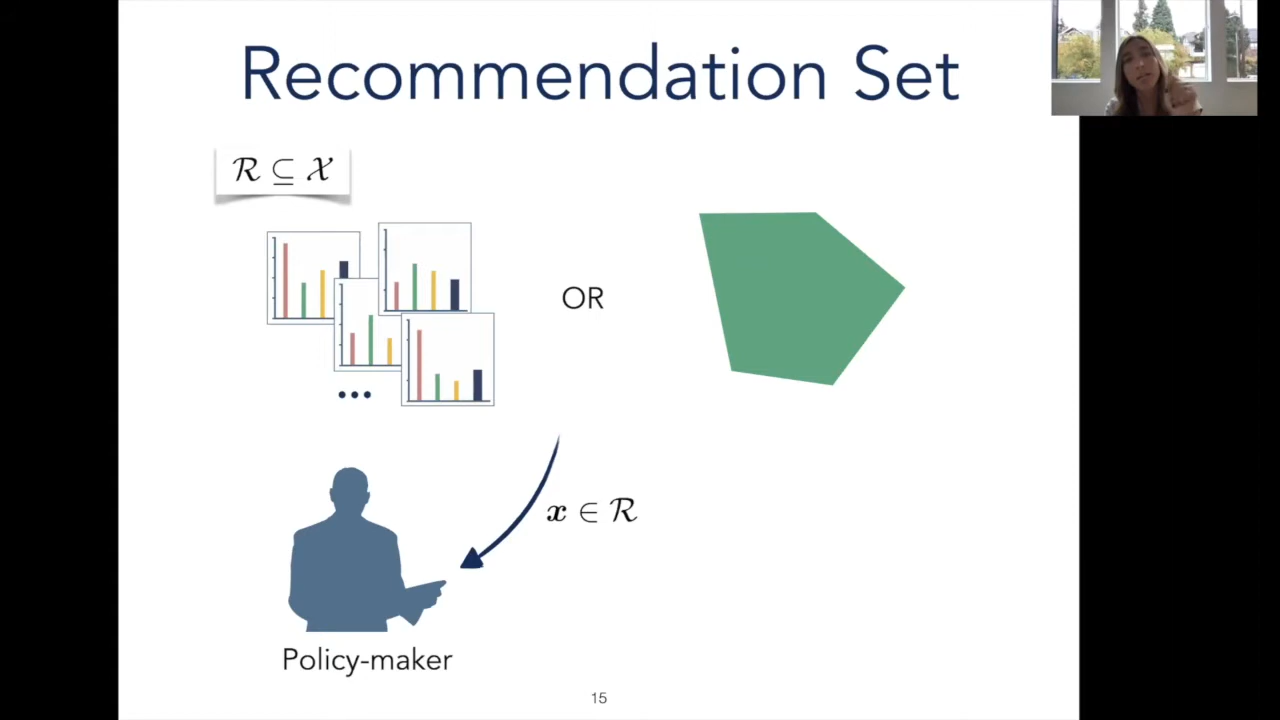 Recommendation Set
ℛ ⊆ 𝒳
OR
...
𝒙 ∈ ℛ
Policy-maker
15